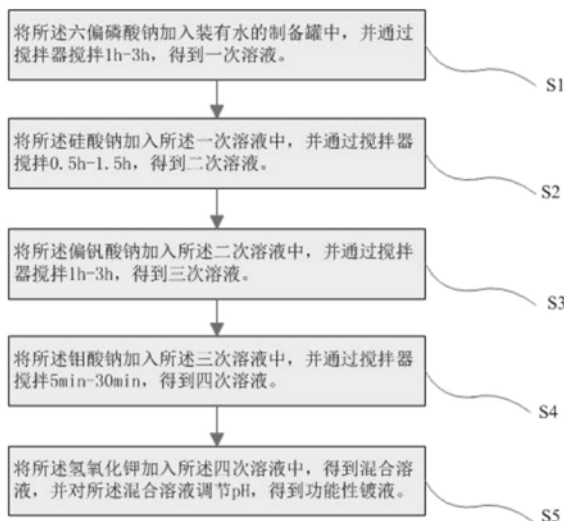 将所述六偏磷酸钠加入装有水的制备罐中，并通过
搅拌器搅拌1h-3h，得到一次溶液。
S1
将所述硅酸钠加入所述一次溶液中，并通过搅拌器
搅拌0.5h-1.5h，得到二次溶液。
S2
将所述偏钒酸钠加入所述二次溶液中，并通过搅拌
器搅拌1h-3h，得到三次溶液。
S3
将所述钼酸钠加入所述三次溶液中，并通过搅拌器
搅拌5min-30min，得到四次溶液。
S4
将所述氢氧化钾加入所述四次溶液中，得到混合溶
液，并对所述混合溶液调节pH，得到功能性镀液。
S5